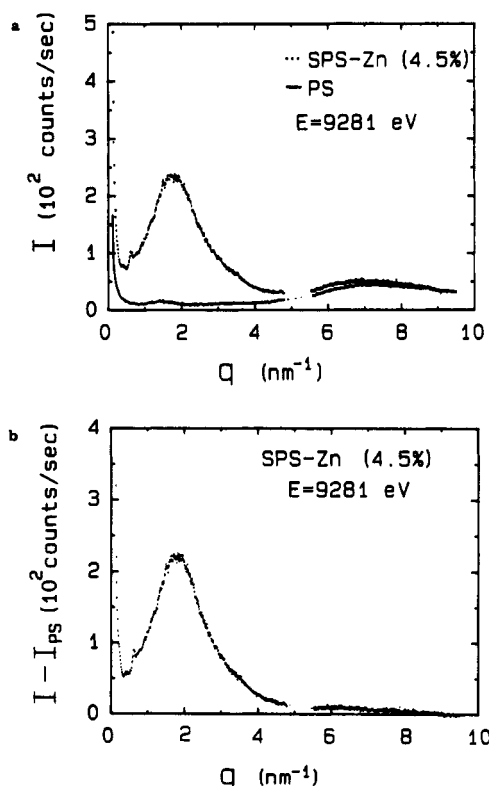 a
5
4
3
2
1
0
I (10² counts/sec)
SPS-Zn (4.5%)
PS
E=9281 eV
0 2 4 6 8 10
q (nm⁻¹)
b
4
3
2
1
0
I-I_PS (10² counts/sec)
SPS-Zn (4.5%)
E=9281 eV
0 2 4 6 8 10
q (nm⁻¹)